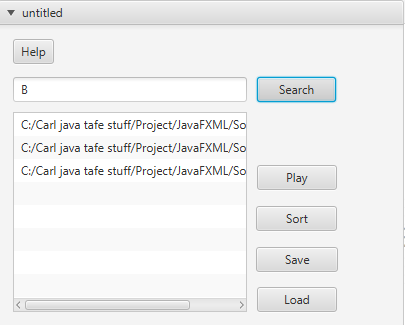 untitled
Help
B
Search
C:/Carl java tafe stuff/Project/JavaFXML/So
C:/Carl java tafe stuff/Project/JavaFXML/So
C:/Carl java tafe stuff/Project/JavaFXML/So
Play
Sort
Save
Load